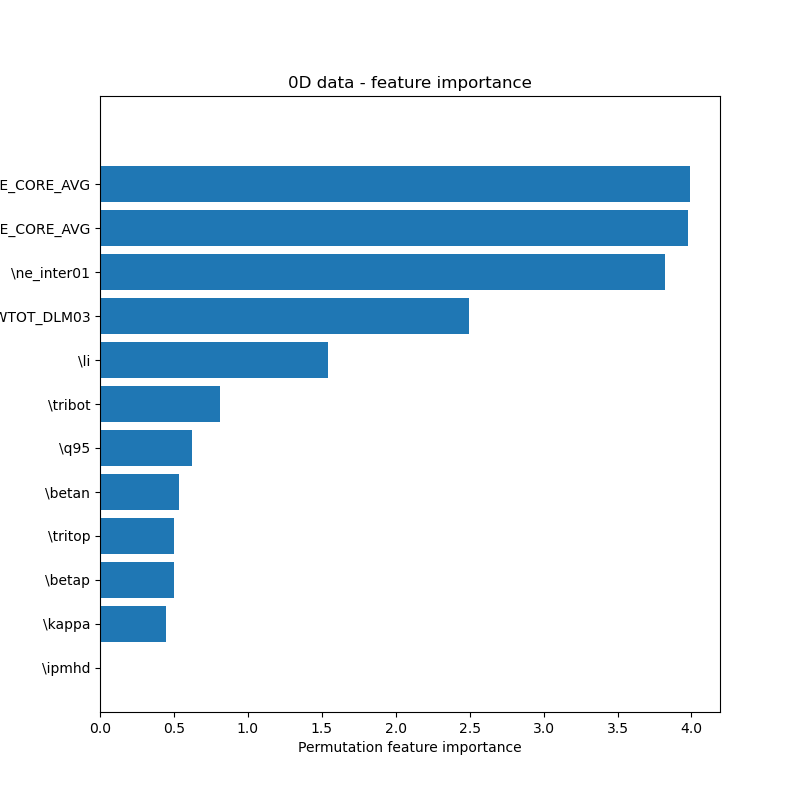 0D data - feature importance
E_CORE_AVG
E_CORE_AVG
\ne_inter01
WTOT_DLM03
\li
\tribot
\q95
\betan
\tritop
\betap
\kappa
\ipmhd
0.0 0.5 1.0 1.5 2.0 2.5 3.0 3.5 4.0
Permutation feature importance